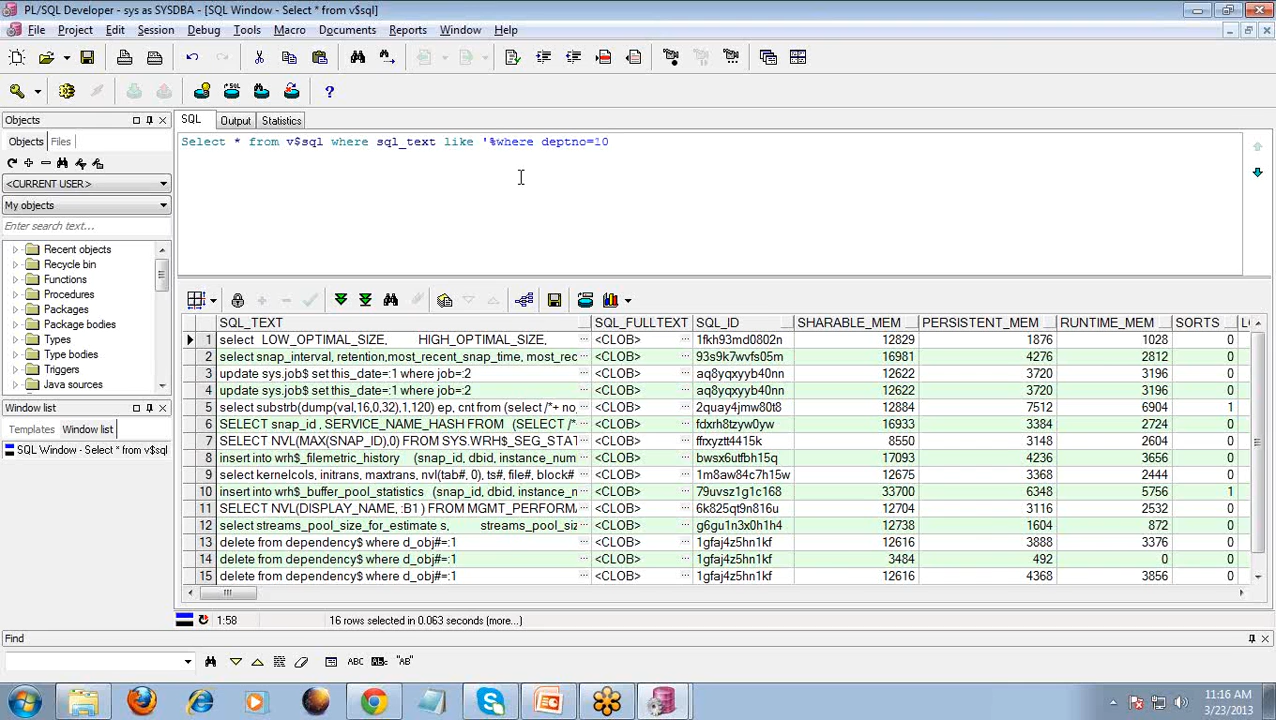 PL/SQL Developer - sys as SYSDBA - [SQL Window - Select * from v$sql]
File Project Edit Session Debug Tools Macro Documents Reports Window Help
Objects
SQL Output Statistics
Objects Files
Select * from v$sql where sql_text like '%where deptno=10
<CURRENT USER>
My objects
Enter search text...
Recent objects
Recycle bin
Functions
Procedures
Packages
Package bodies
Types
Type bodies
Triggers
Java sources
Window list
Templates Window list
SQL Window - Select * from v$sql
SQL_TEXT SQL_FULLTEXT SQL_ID SHARABLE_MEM PERSISTENT_MEM RUNTIME_MEM SORTS LO
1 select LOW_OPTIMAL_SIZE, HIGH_OPTIMAL_SIZE, ... <CLOB> ... 1fkh93md0802n 12829 1876 1028 0
2 select snap_interval, retention,most_recent_snap_time, most_rec ... <CLOB> ... 93s9k7wvfs05m 16981 4276 2812 0
3 update sys.job$ set this_date=:1 where job=:2 ... <CLOB> ... aq8yqxyyb40nn 12622 3720 3196 0
4 update sys.job$ set this_date=:1 where job=:2 ... <CLOB> ... aq8yqxyyb40nn 12622 3720 3196 0
5 select substrb(dump(val,16,0,32),1,120) ep, cnt from (select /*+ no_ ... <CLOB> ... 2quay4jmw80t8 12884 7512 6904 1
6 SELECT snap_id , SERVICE_NAME_HASH FROM (SELECT /* ... <CLOB> ... fdxrh8tzyw0yw 16933 3384 2724 0
7 SELECT NVL(MAX(SNAP_ID),0) FROM SYS.WRH$_SEG_STA ... <CLOB> ... ffrxyztt4415k 8550 3148 2604 0
8 insert into wrh$_filemetric_history (snap_id, dbid, instance_num ... <CLOB> ... bwsx6utfbh15q 17093 4236 3656 0
9 select kernelcols, initrans, maxtrans, nvl(tab#, 0), ts#, file#, block# ... <CLOB> ... 1m8aw84c7h15w 12675 3368 2444 0
10 insert into wrh$_buffer_pool_statistics (snap_id, dbid, instance_n ... <CLOB> ... 79uvsz1g1c168 33700 6348 5756 1
11 SELECT NVL(DISPLAY_NAME, :B1 ) FROM MGMT_PERFORM ... <CLOB> ... 6k825qt9n816u 12704 3116 2532 0
12 select streams_pool_size_for_estimate s, streams_pool_siz ... <CLOB> ... g6gu1n3x0h1h4 12738 1604 872 0
13 delete from dependency$ where d_obj#=:1 ... <CLOB> ... 1gfaj4z5hn1kf 12616 3888 3376 0
14 delete from dependency$ where d_obj#=:1 ... <CLOB> ... 1gfaj4z5hn1kf 3484 492 0 0
15 delete from dependency$ where d_obj#=:1 ... <CLOB> ... 1gfaj4z5hn1kf 12616 4368 3856 0
1:58 16 rows selected in 0.063 seconds (more...)
Find
ABC "AB"
11:16 AM
3/23/2013